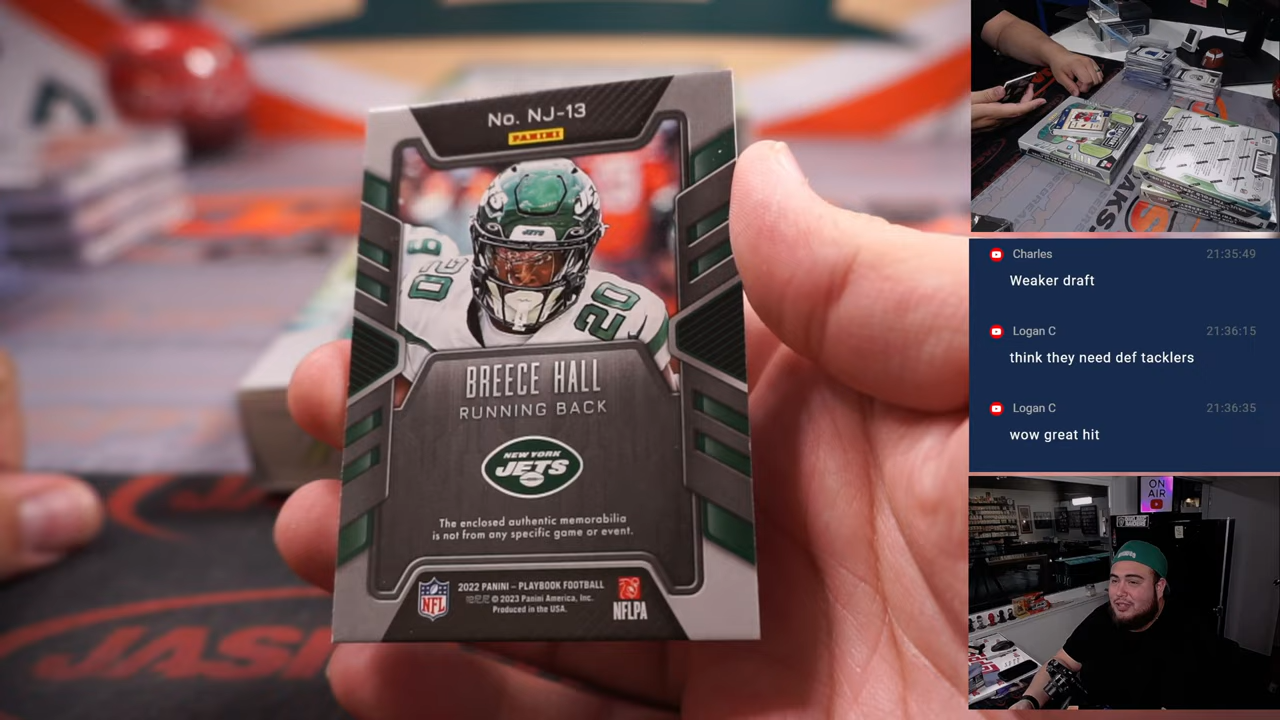 No. NJ-13
PANINI
JETS
20
20
BREECE HALL
RUNNING BACK
NEW YORK
JETS
The enclosed authentic memorabilia
is not from any specific game or event.
NFL
2022 PANINI – PLAYBOOK FOOTBALL
© 2023 Panini America, Inc.
Produced in the USA.
NFLPA
JAS
Charles 21:35:49
Weaker draft
Logan C 21:36:15
think they need def tacklers
Logan C 21:36:35
wow great hit
ON
AIR